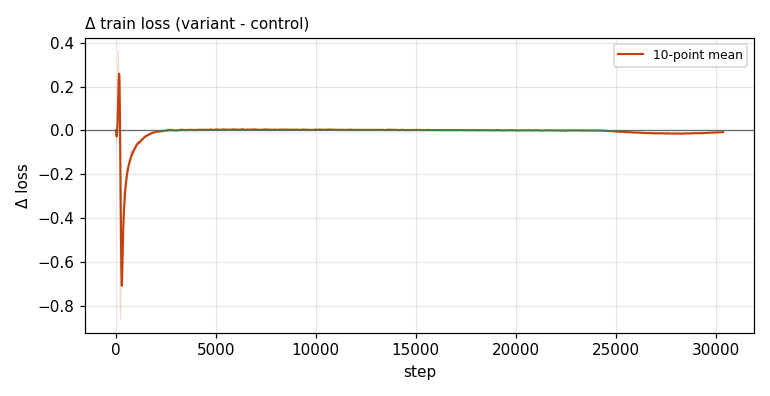 Δ train loss (variant - control)
10-point mean
0.4
0.2
0.0
−0.2
−0.4
−0.6
−0.8
Δ loss
0 5000 10000 15000 20000 25000 30000
step